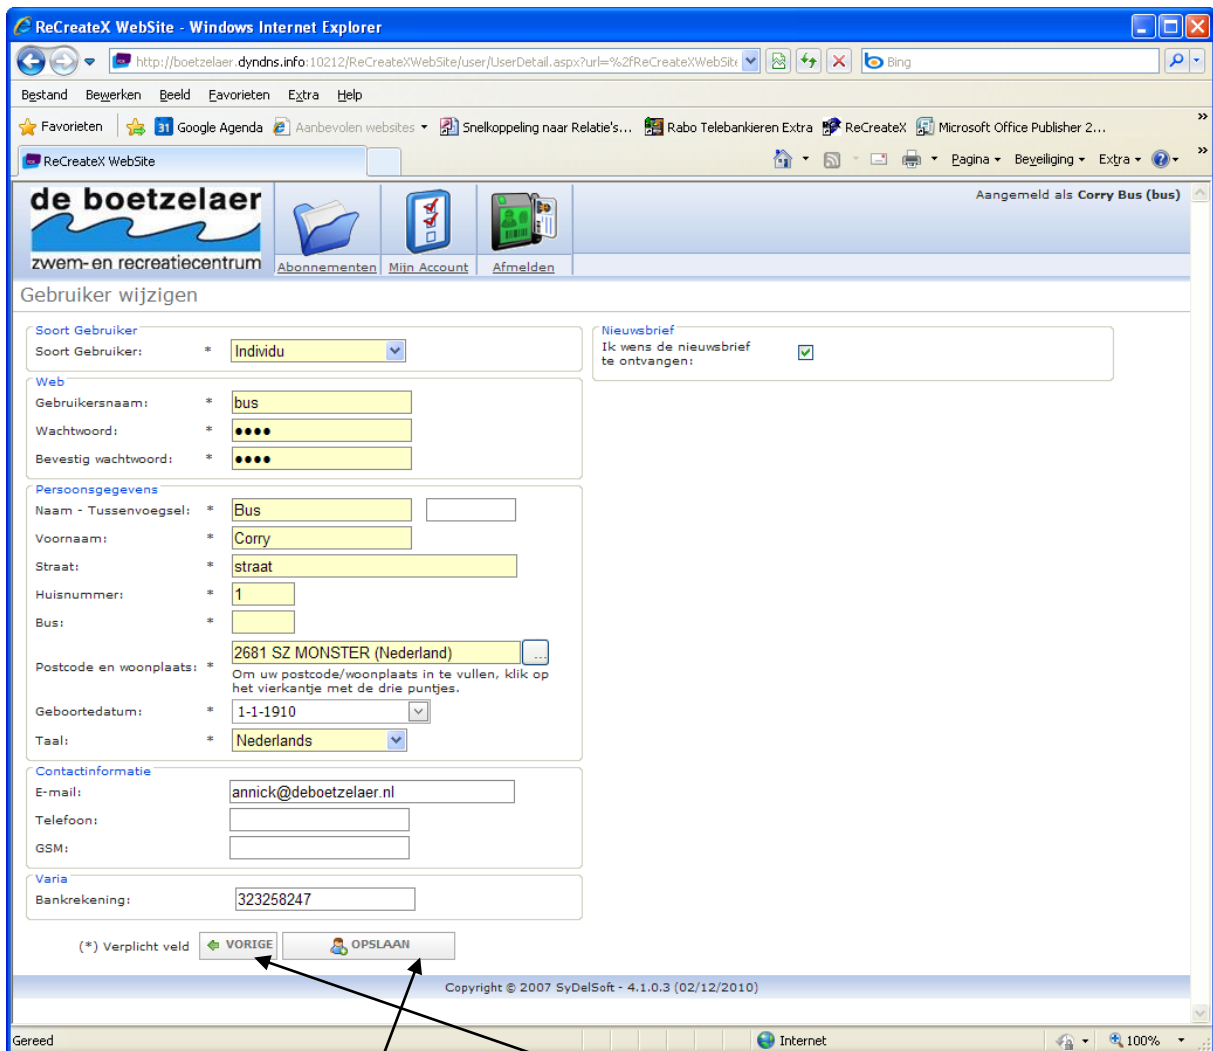 ReCreateX WebSite - Windows Internet Explorer
http://boetzelaer.dyndns.info:10212/ReCreateXWebSite/user/UserDetail.aspx?url=%2fReCreateXWebSite
Bing
Bestand Bewerken Beeld Favorieten Extra Help
Favorieten 31 Google Agenda Aanbevolen websites Snelkoppeling naar Relatie's... Rabo Telebankieren Extra ReCreateX Microsoft Office Publisher 2... »
ReCreateX WebSite Pagina Beveiliging Extra »
de boetzelaer
zwem- en recreatiecentrum
Abonnementen Mijn Account Afmelden
Aangemeld als Corry Bus (bus)
Gebruiker wijzigen
Soort Gebruiker
Soort Gebruiker: * Individu
Nieuwsbrief
Ik wens de nieuwsbrief
te ontvangen:
Web
Gebruikersnaam: * bus
Wachtwoord: * ●●●●
Bevestig wachtwoord: * ●●●●
Persoonsgegevens
Naam - Tussenvoegsel: * Bus
Voornaam: * Corry
Straat: * straat
Huisnummer: * 1
Bus: *
Postcode en woonplaats: * 2681 SZ MONSTER (Nederland) ...
Om uw postcode/woonplaats in te vullen, klik op
het vierkantje met de drie puntjes.
Geboortedatum: * 1-1-1910
Taal: * Nederlands
Contactinformatie
E-mail: annick@deboetzelaer.nl
Telefoon:
GSM:
Varia
Bankrekening: 323258247
(*) Verplicht veld VORIGE OPSLAAN
Copyright © 2007 SyDelSoft - 4.1.0.3 (02/12/2010)
Gereed Internet 100%